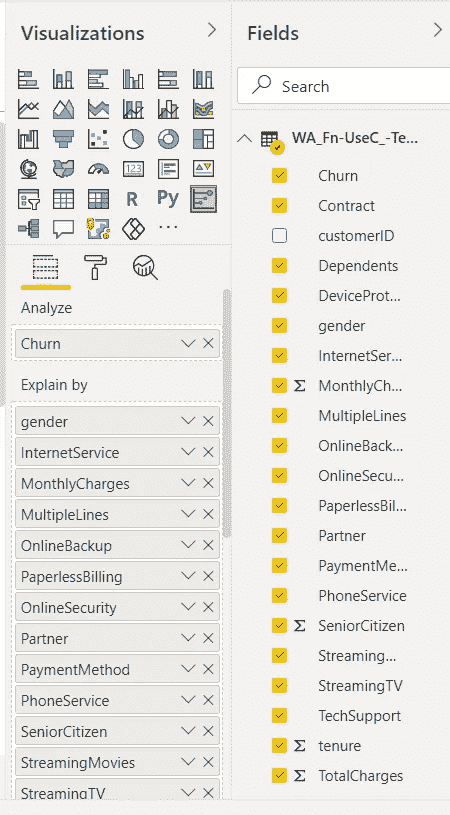 Visualizations
123
R
Py
Analyze
Churn
Explain by
gender
InternetService
MonthlyCharges
MultipleLines
OnlineBackup
PaperlessBilling
OnlineSecurity
Partner
PaymentMethod
PhoneService
SeniorCitizen
StreamingMovies
StreamingTV
Fields
Search
WA_Fn-UseC_-Te...
Churn
Contract
customerID
Dependents
DeviceProt...
gender
InternetSer...
Σ MonthlyCh...
MultipleLines
OnlineBack...
OnlineSecu...
PaperlessBil...
Partner
PaymentMe...
PhoneService
Σ SeniorCitizen
Streaming...
StreamingTV
TechSupport
Σ tenure
Σ TotalCharges